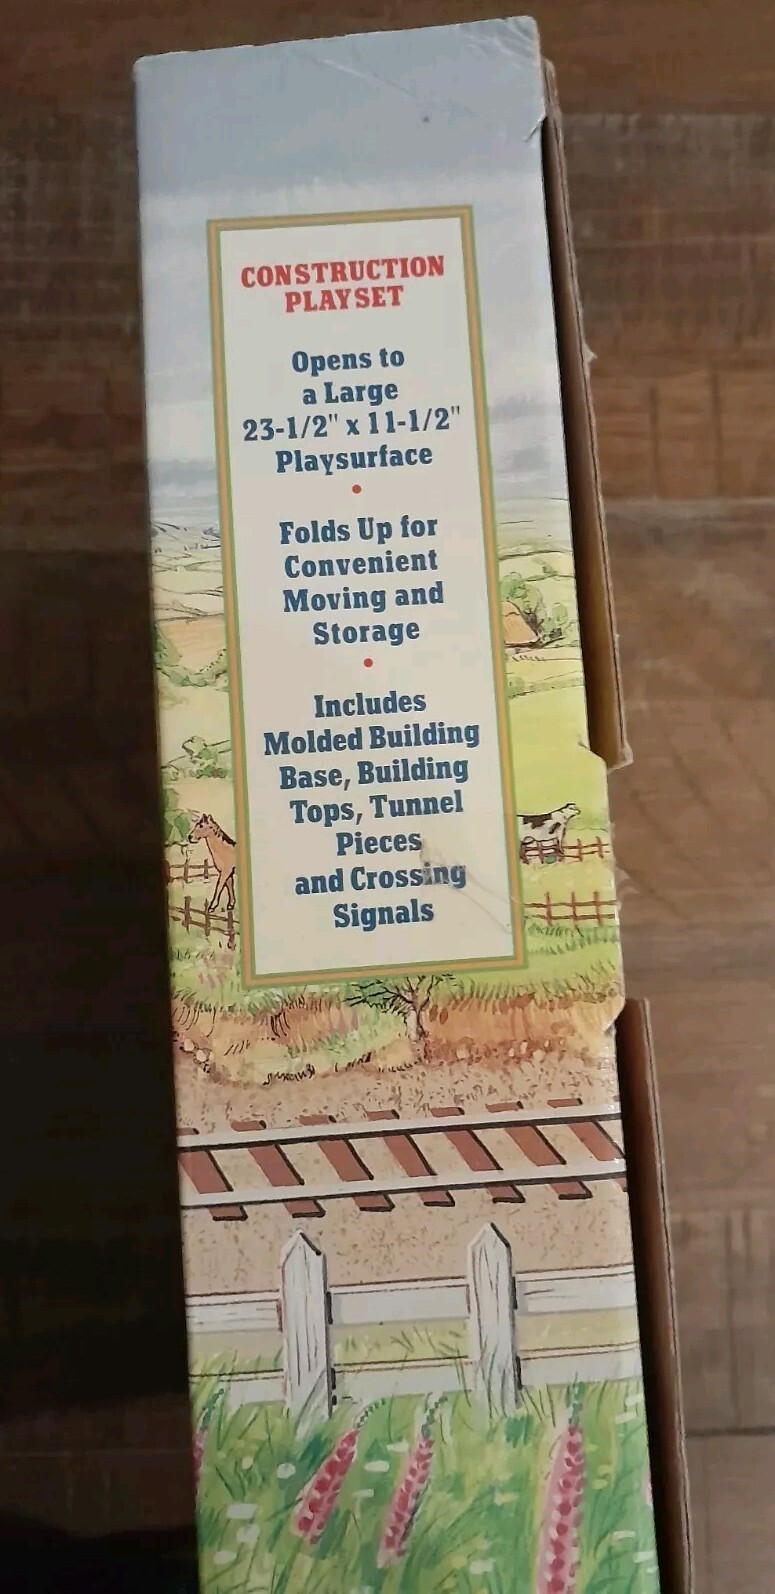 CONSTRUCTION
PLAYSET
Opens to
a Large
23-1/2" x 11-1/2"
Playsurface
•
Folds Up for
Convenient
Moving and
Storage
•
Includes
Molded Building
Base, Building
Tops, Tunnel
Pieces
and Crossing
Signals